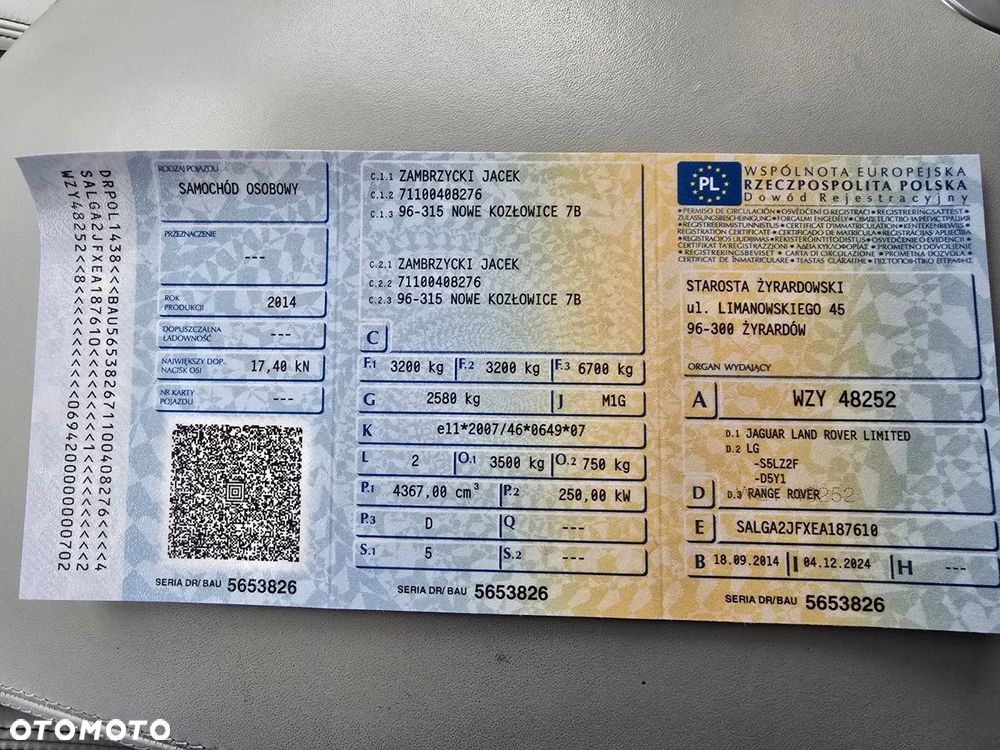 DRPOL1438<<<BAU5653826711004082 76<<<<4
SALGA2JFXEA187610<<<<<<<<<1<<<<<<<2
RODZAJ POJAZDU
SAMOCHÓD OSOBOWY
PRZEZNACZENIE
---
ROK PRODUKCJI
2014
DOPUSZCZALNA ŁADOWNOŚĆ
---
NAJWIĘKSZY DOP. NACISK OSI
17,40 kN
NR KARTY POJAZDU
---
SERIA DR/BAU 5653826
C.1.1 ZAMBRZYCKI JACEK
C.1.2 71100408276
C.1.3 96-315 NOWE KOZŁOWICE 7B
C.2.1 ZAMBRZYCKI JACEK
C.2.2 71100408276
C.2.3 96-315 NOWE KOZŁOWICE 7B
C
F.1 3200 kg F.2 3200 kg F.3 6700 kg
G 2580 kg J M1G
K e11*2007/46*0649*07
L 2 O.1 3500 kg O.2 750 kg
P.1 4367,00 cm³ P.2 250,00 kW
P.3 D Q ---
S.1 5 S.2 ---
SERIA DR/BAU 5653826
PL
WSPÓLNOTA EUROPEJSKA
RZECZPOSPOLITA POLSKA
Dowód Rejestracyjny
STAROSTA ŻYRARDOWSKI
ul. LIMANOWSKIEGO 45
96-300 ŻYRARDÓW
ORGAN WYDAJĄCY
A WZY 48252
D.1 JAGUAR LAND ROVER LIMITED
D.2 LG
-S5LZ2F
-D5Y1
D D.3 RANGE ROVER
E SALGA2JFXEA187610
B 18.09.2014 I 04.12.2024 H ---
SERIA DR/BAU 5653826
OTOMOTO